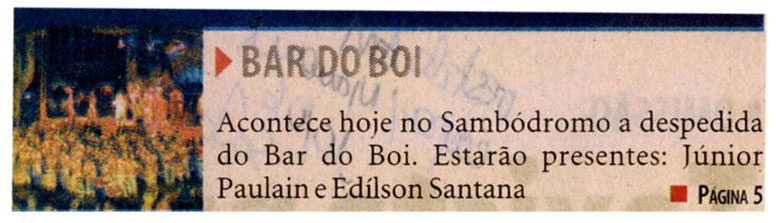 BAR DO BOI
Acontece hoje no Sambódromo a despedida
do Bar do Boi. Estarão presentes: Júnior
Paulain e Edílson Santana
PÁGINA 5